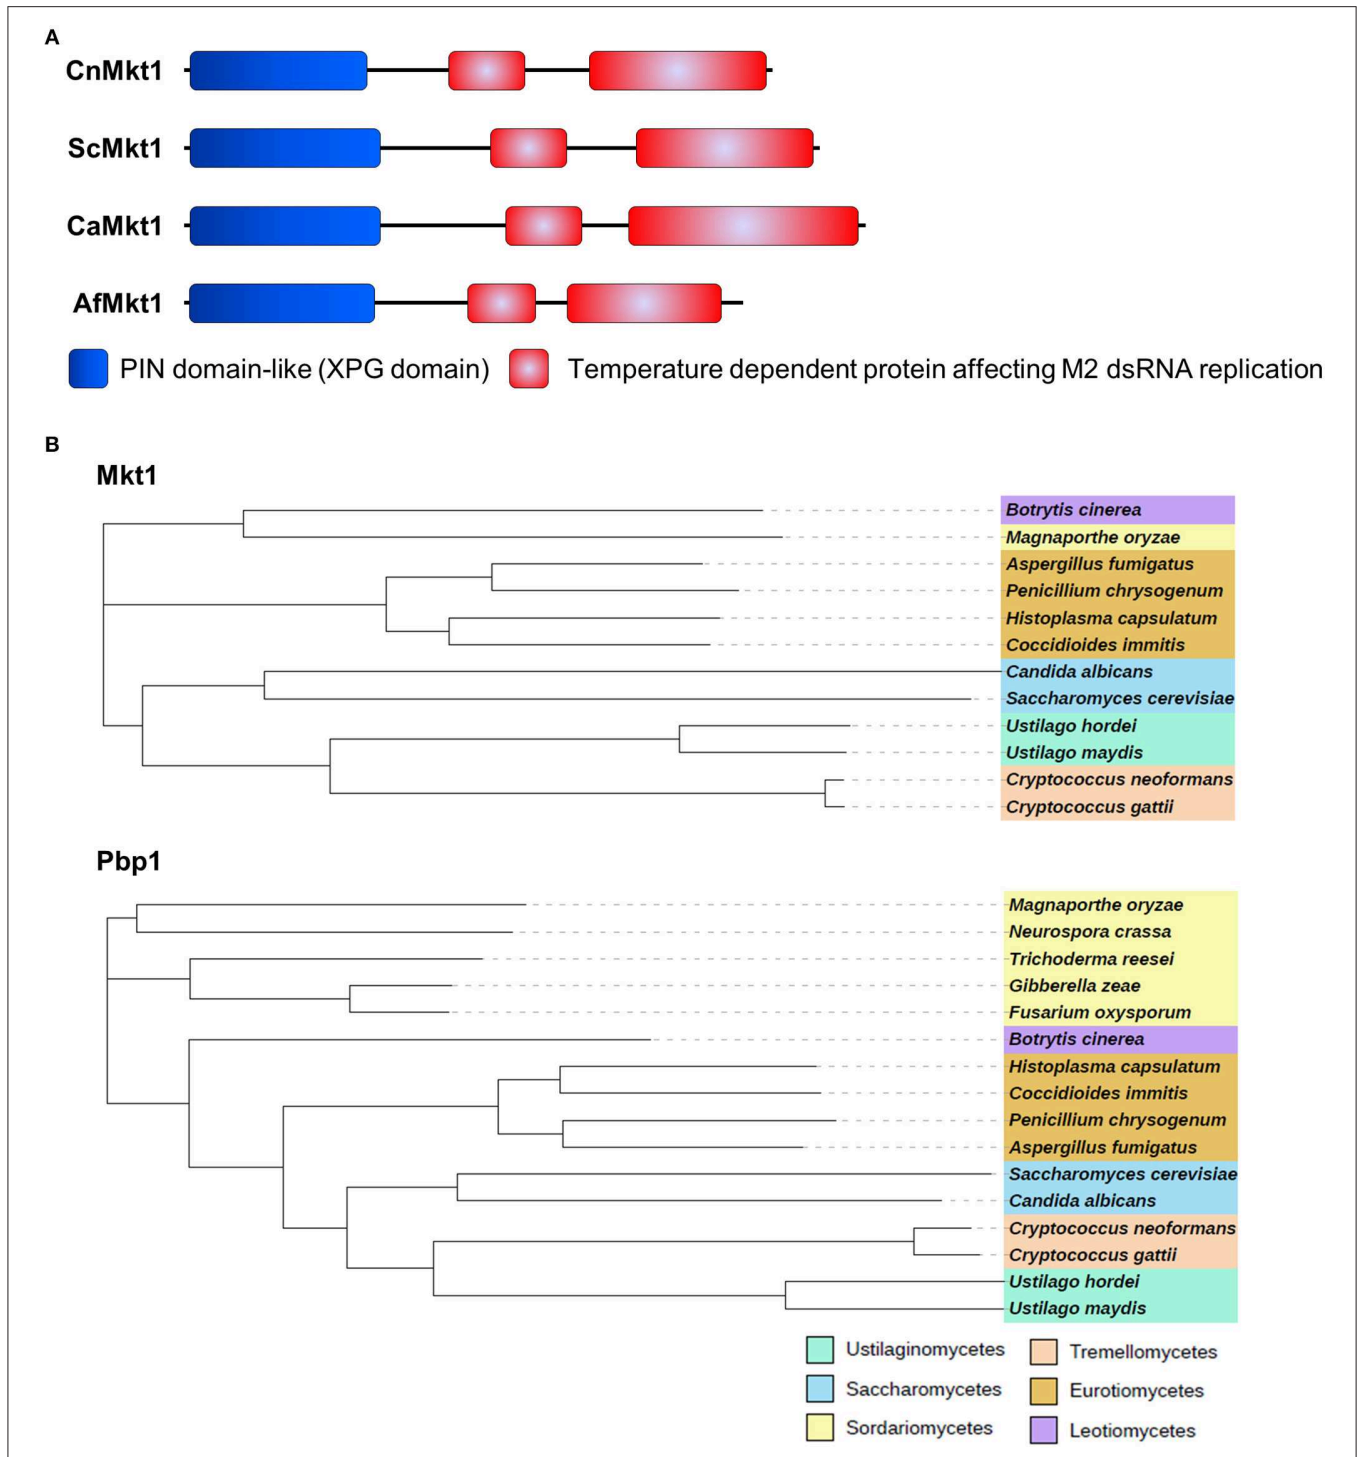 A
CnMkt1
ScMkt1
CaMkt1
AfMkt1
PIN domain-like (XPG domain)
Temperature dependent protein affecting M2 dsRNA replication
B
Mkt1
Botrytis cinerea
Magnaporthe oryzae
Aspergillus fumigatus
Penicillium chrysogenum
Histoplasma capsulatum
Coccidioides immitis
Candida albicans
Saccharomyces cerevisiae
Ustilago hordei
Ustilago maydis
Cryptococcus neoformans
Cryptococcus gattii
Pbp1
Magnaporthe oryzae
Neurospora crassa
Trichoderma reesei
Gibberella zeae
Fusarium oxysporum
Botrytis cinerea
Histoplasma capsulatum
Coccidioides immitis
Penicillium chrysogenum
Aspergillus fumigatus
Saccharomyces cerevisiae
Candida albicans
Cryptococcus neoformans
Cryptococcus gattii
Ustilago hordei
Ustilago maydis
Ustilaginomycetes
Tremellomycetes
Saccharomycetes
Eurotiomycetes
Sordariomycetes
Leotiomycetes